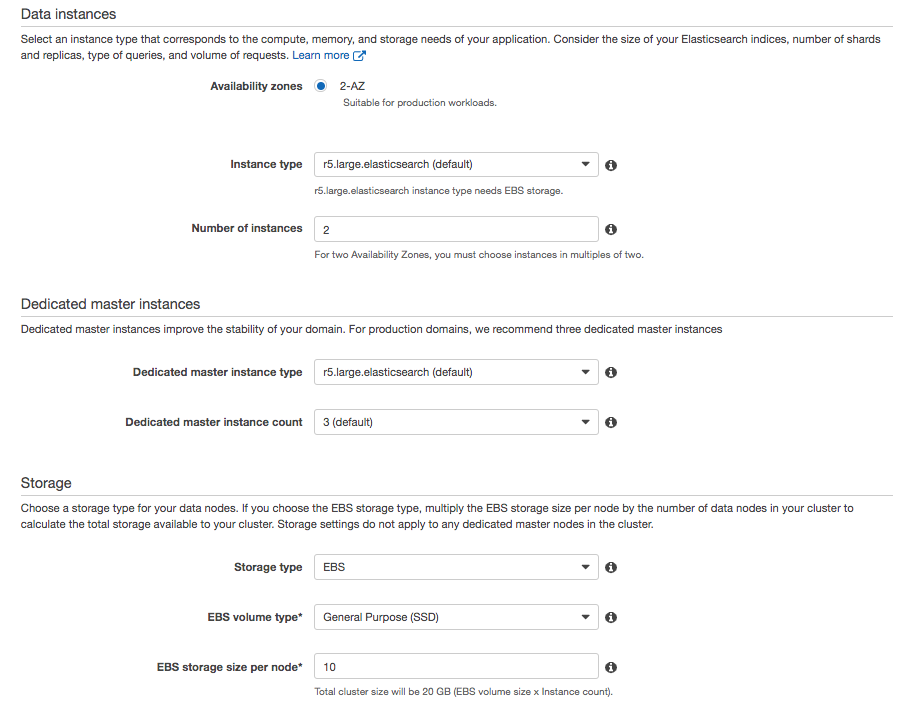 Data instances
Select an instance type that corresponds to the compute, memory, and storage needs of your application. Consider the size of your Elasticsearch indices, number of shards
and replicas, type of queries, and volume of requests. Learn more
Availability zones 2-AZ
Suitable for production workloads.
Instance type r5.large.elasticsearch (default)
r5.large.elasticsearch instance type needs EBS storage.
Number of instances 2
For two Availability Zones, you must choose instances in multiples of two.
Dedicated master instances
Dedicated master instances improve the stability of your domain. For production domains, we recommend three dedicated master instances
Dedicated master instance type r5.large.elasticsearch (default)
Dedicated master instance count 3 (default)
Storage
Choose a storage type for your data nodes. If you choose the EBS storage type, multiply the EBS storage size per node by the number of data nodes in your cluster to
calculate the total storage available to your cluster. Storage settings do not apply to any dedicated master nodes in the cluster.
Storage type EBS
EBS volume type* General Purpose (SSD)
EBS storage size per node* 10
Total cluster size will be 20 GB (EBS volume size x Instance count).